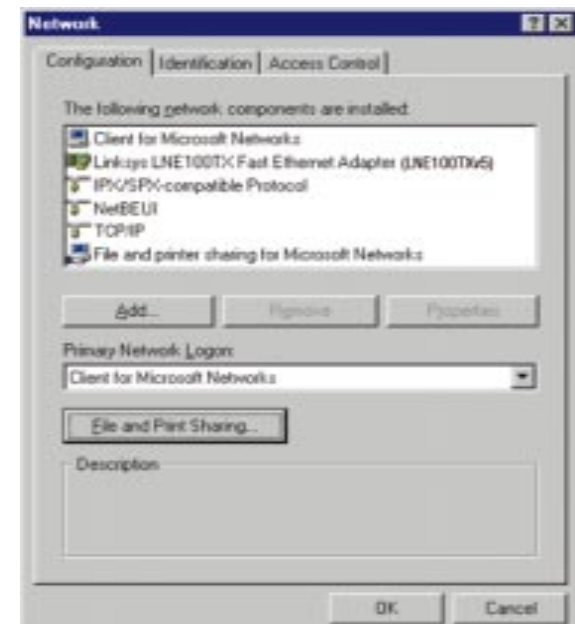 Network
Configuration Identification Access Control
The following network components are installed:
Client for Microsoft Networks
Linksys LNE100TX Fast Ethernet Adapter (LNE100TXv5)
IPX/SPX-compatible Protocol
NetBEUI
TCP/IP
File and printer sharing for Microsoft Networks
Add... Remove Properties
Primary Network Logon:
Client for Microsoft Networks
File and Print Sharing...
Description
OK Cancel